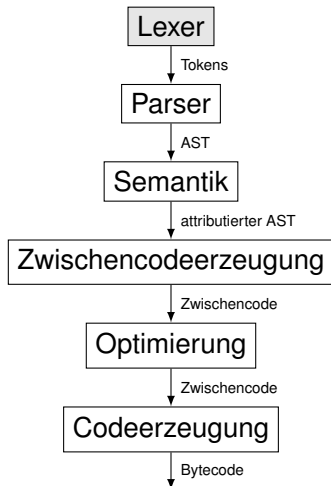 Lexer
Tokens
Parser
AST
Semantik
attributierter AST
Zwischencodeerzeugung
Zwischencode
Optimierung
Zwischencode
Codeerzeugung
Bytecode